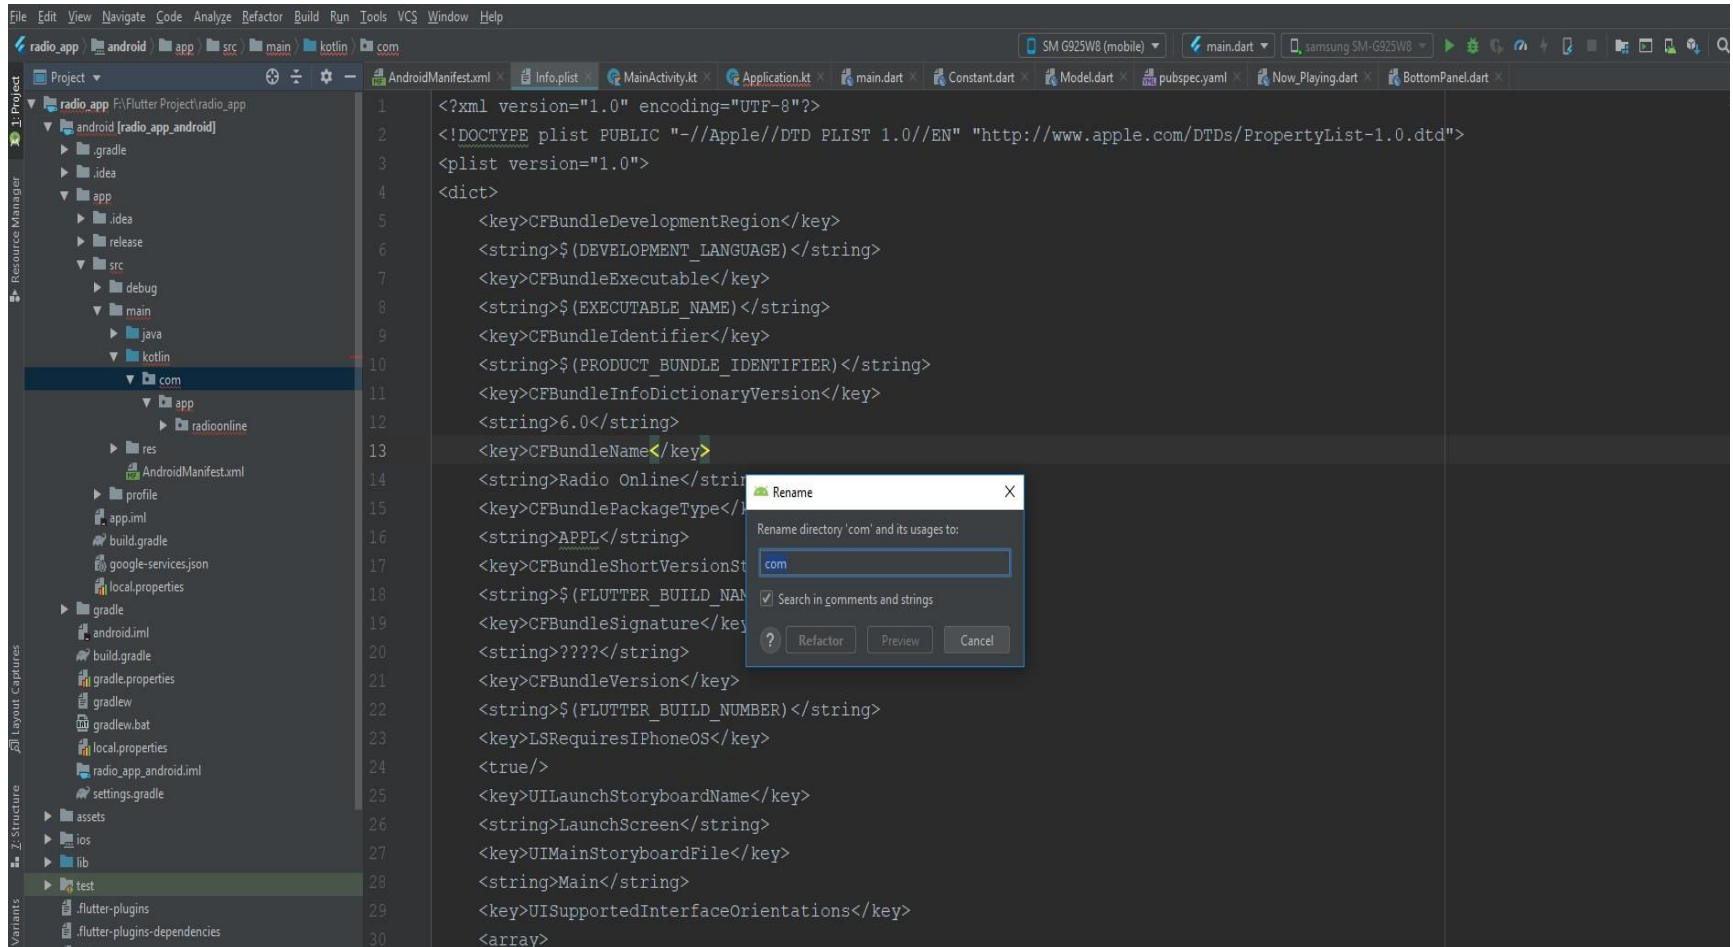 File Edit View Navigate Code Analyze Refactor Build Run Tools VCS Window Help
radio_app android app src main kotlin com
SM G925W8 (mobile) main.dart samsung SM-G925W8
Project
AndroidManifest.xml Info.plist MainActivity.kt Application.kt main.dart Constant.dart Model.dart pubspec.yaml Now_Playing.dart BottomPanel.dart
1: Project
Resource Manager
Layout Captures
7: Structure
Variants
radio_app F:\Flutter Project\radio_app
android [radio_app_android]
.gradle
.idea
app
.idea
release
src
debug
main
java
kotlin
com
app
radioonline
res
AndroidManifest.xml
profile
app.iml
build.gradle
google-services.json
local.properties
gradle
android.iml
build.gradle
gradle.properties
gradlew
gradlew.bat
local.properties
radio_app_android.iml
settings.gradle
assets
ios
lib
test
.flutter-plugins
.flutter-plugins-dependencies
1 <?xml version="1.0" encoding="UTF-8"?>
2 <!DOCTYPE plist PUBLIC "-//Apple//DTD PLIST 1.0//EN" "http://www.apple.com/DTDs/PropertyList-1.0.dtd">
3 <plist version="1.0">
4 <dict>
5 <key>CFBundleDevelopmentRegion</key>
6 <string>$(DEVELOPMENT_LANGUAGE)</string>
7 <key>CFBundleExecutable</key>
8 <string>$(EXECUTABLE_NAME)</string>
9 <key>CFBundleIdentifier</key>
10 <string>$(PRODUCT_BUNDLE_IDENTIFIER)</string>
11 <key>CFBundleInfoDictionaryVersion</key>
12 <string>6.0</string>
13 <key>CFBundleName</key>
14 <string>Radio Online</strin
15 <key>CFBundlePackageType</
16 <string>APPL</string>
17 <key>CFBundleShortVersionSt
18 <string>$(FLUTTER_BUILD_NAM
19 <key>CFBundleSignature</key
20 <string>????</string>
21 <key>CFBundleVersion</key>
22 <string>$(FLUTTER_BUILD_NUMBER)</string>
23 <key>LSRequiresIPhoneOS</key>
24 <true/>
25 <key>UILaunchStoryboardName</key>
26 <string>LaunchScreen</string>
27 <key>UIMainStoryboardFile</key>
28 <string>Main</string>
29 <key>UISupportedInterfaceOrientations</key>
30 <array>
Rename X
Rename directory 'com' and its usages to:
com
Search in comments and strings
? Refactor Preview Cancel